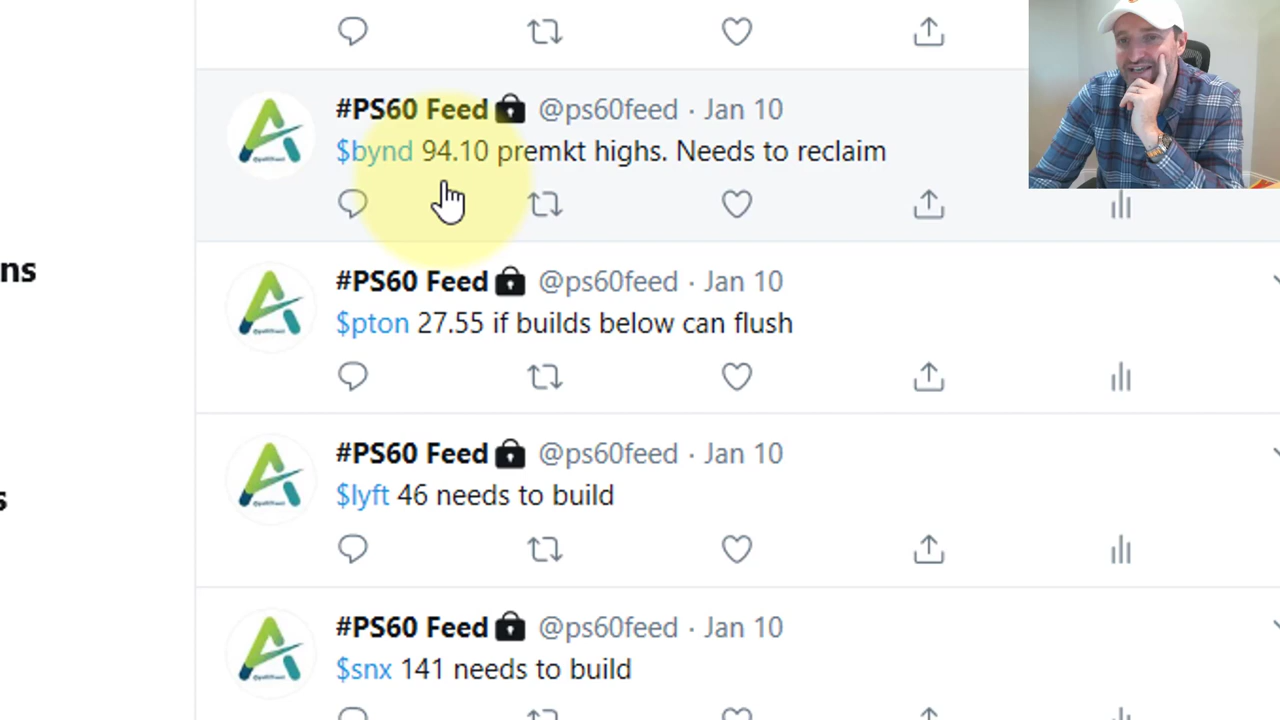 #PS60 Feed @ps60feed · Jan 10
$bynd 94.10 premkt highs. Needs to reclaim
ns
#PS60 Feed @ps60feed · Jan 10
$pton 27.55 if builds below can flush
#PS60 Feed @ps60feed · Jan 10
$lyft 46 needs to build
s
#PS60 Feed @ps60feed · Jan 10
$snx 141 needs to build